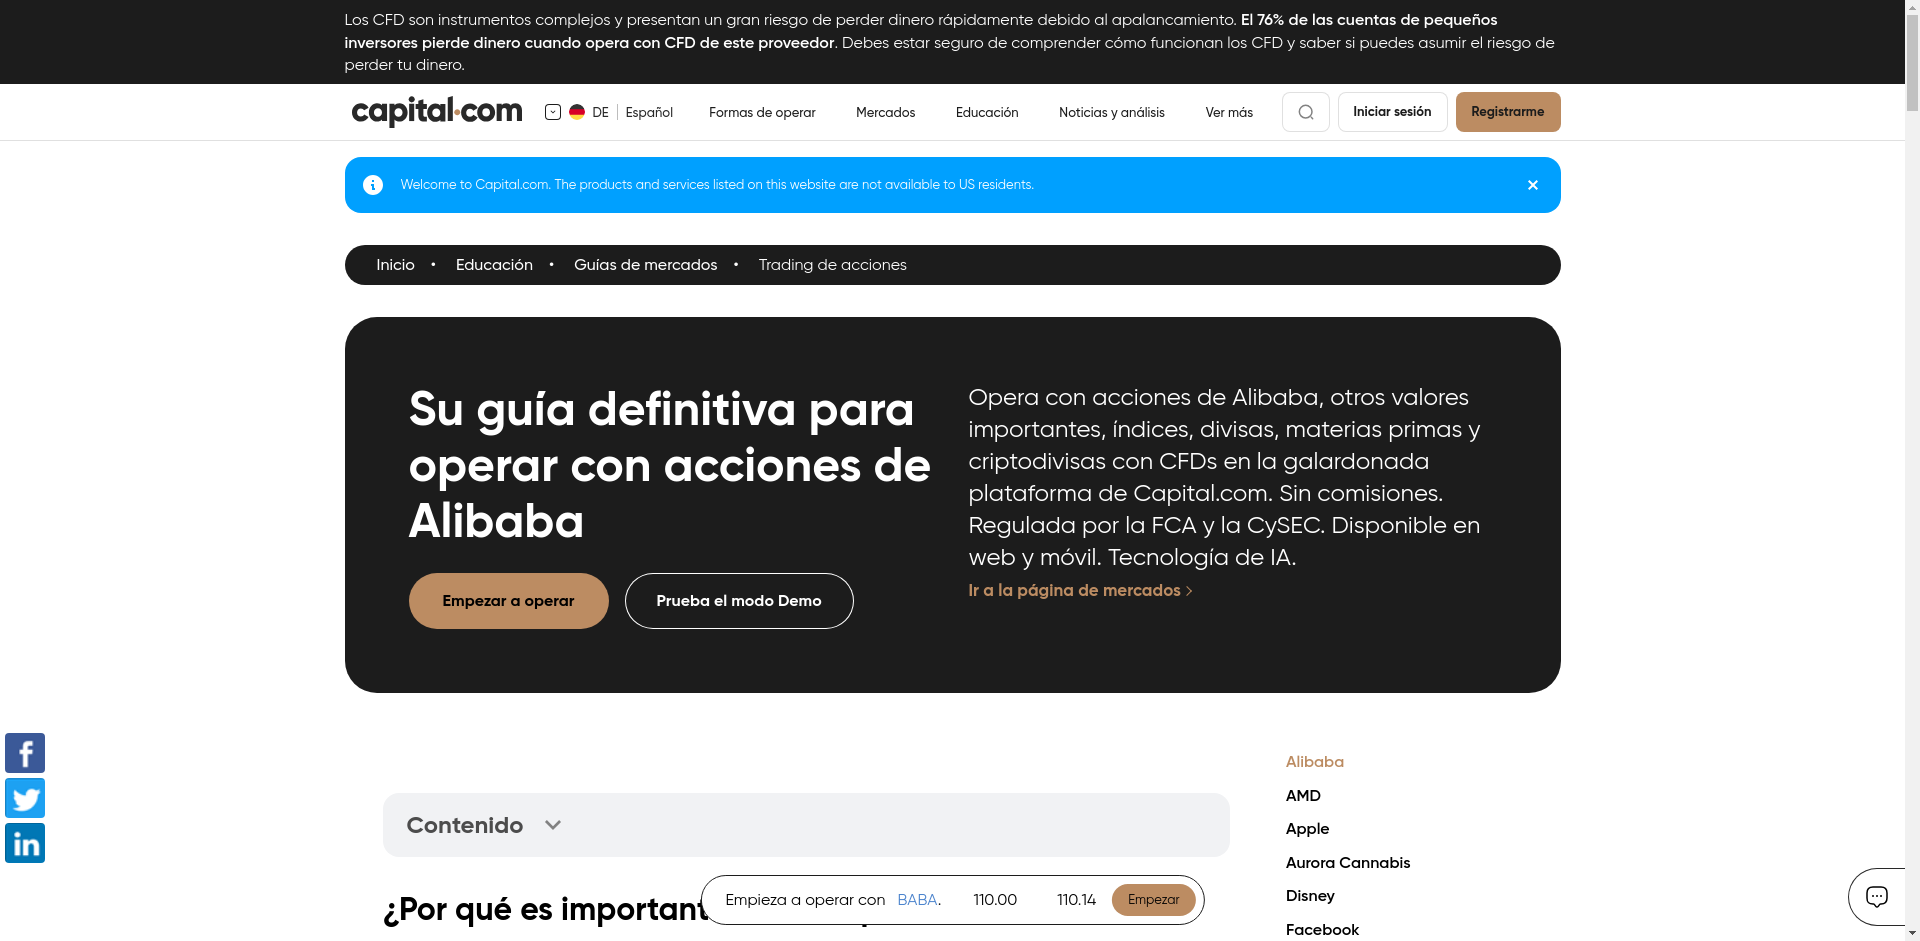 Los CFD son instrumentos complejos y presentan un gran riesgo de perder dinero rápidamente debido al apalancamiento. El 76% de las cuentas de pequeños
inversores pierde dinero cuando opera con CFD de este proveedor. Debes estar seguro de comprender cómo funcionan los CFD y saber si puedes asumir el riesgo de
perder tu dinero.
capital.com
DE | Español
Formas de operar
Mercados
Educación
Noticias y análisis
Ver más
Iniciar sesión
Registrarme
Welcome to Capital.com. The products and services listed on this website are not available to US residents.
Inicio • Educación • Guías de mercados • Trading de acciones
Su guía definitiva para
operar con acciones de
Alibaba
Empezar a operar
Prueba el modo Demo
Opera con acciones de Alibaba, otros valores
importantes, índices, divisas, materias primas y
criptodivisas con CFDs en la galardonada
plataforma de Capital.com. Sin comisiones.
Regulada por la FCA y la CySEC. Disponible en
web y móvil. Tecnología de IA.
Ir a la página de mercados
Contenido
¿Por qué es
Empieza a operar con BABA. 110.00 110.14 Empezar
Alibaba
AMD
Apple
Aurora Cannabis
Disney
Facebook